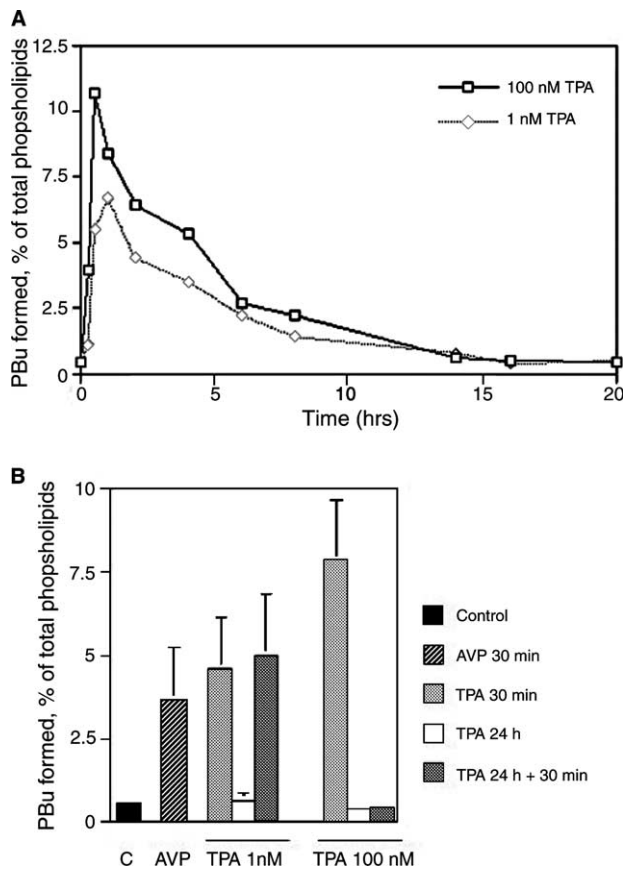 A
PBu formed, % of total phopsholipids
12.5
10
7.5
5
2.5
0
100 nM TPA
1 nM TPA
0
5
10
15
20
Time (hrs)
B
PBu formed, % of total phopsholipids
10
7.5
5
2.5
0
Control
AVP 30 min
TPA 30 min
TPA 24 h
TPA 24 h + 30 min
C AVP TPA 1nM TPA 100 nM